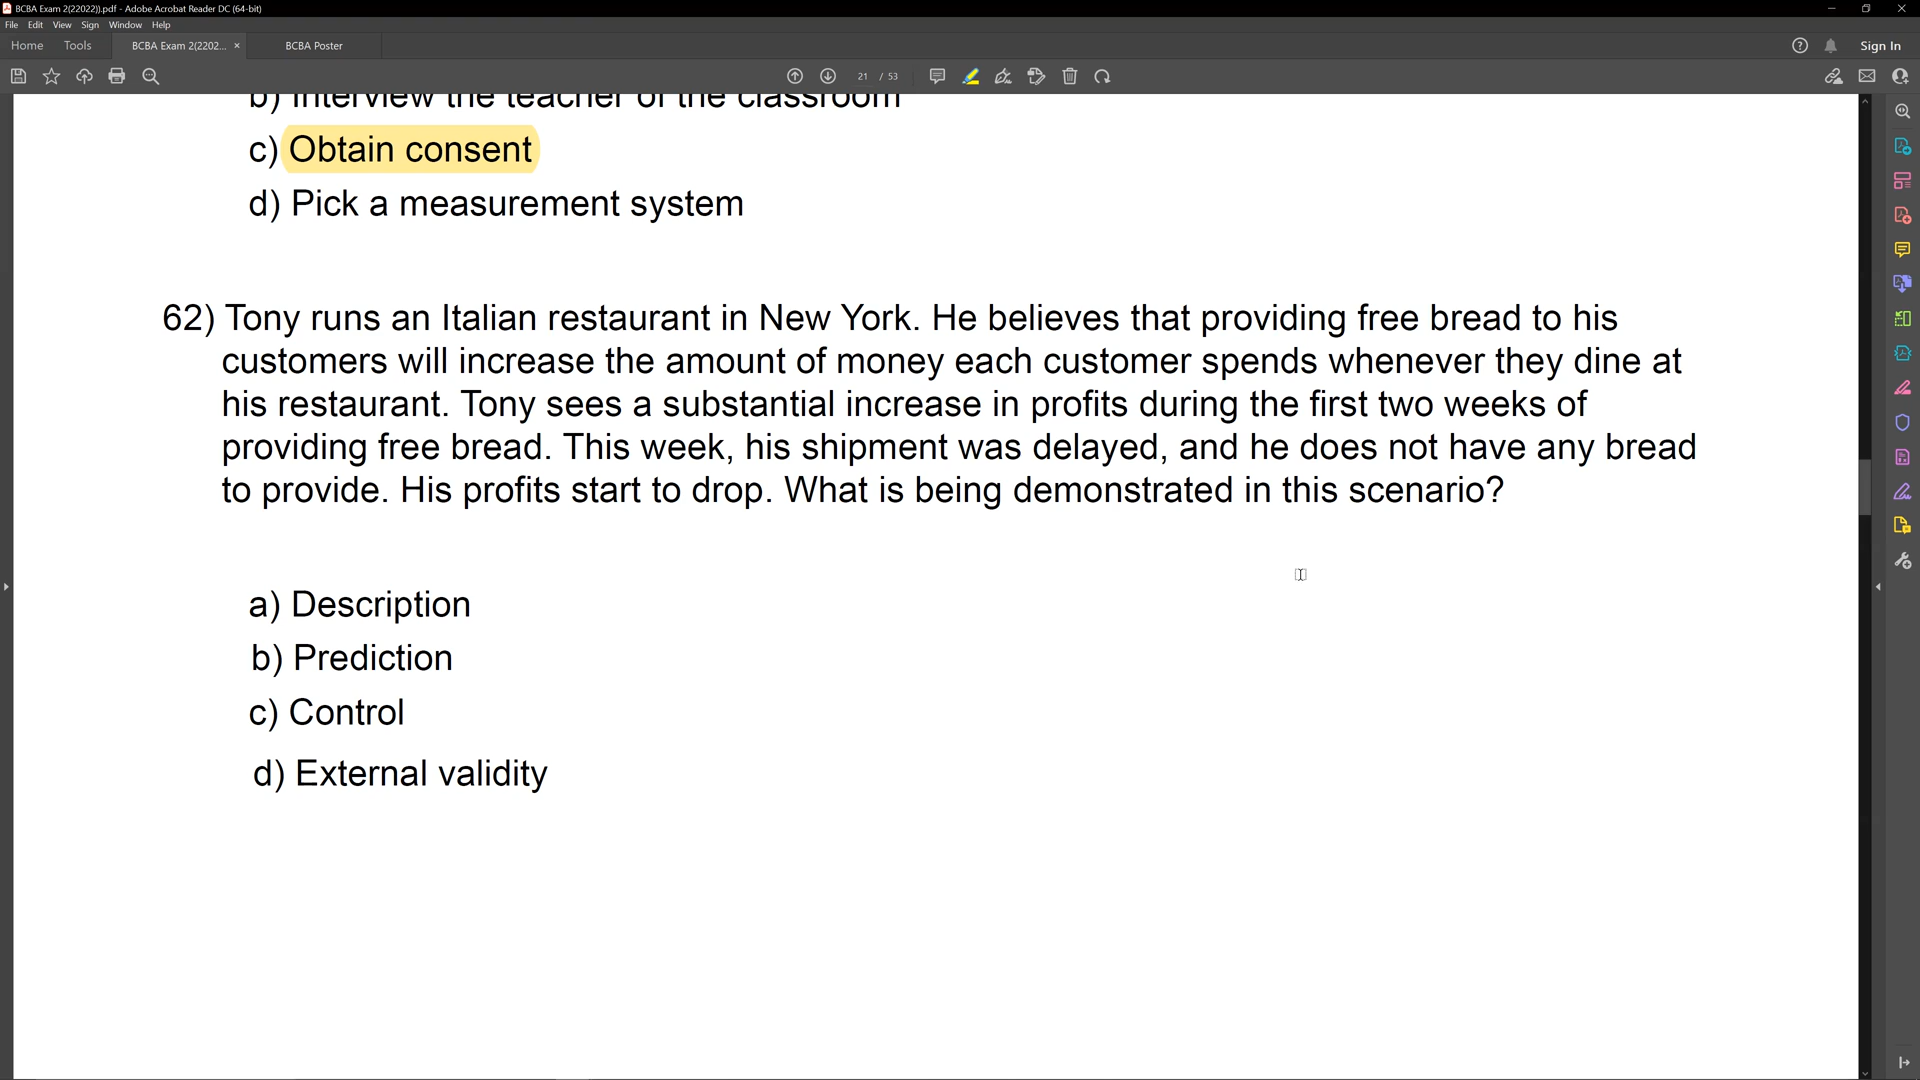 BCBA Exam 2(22022)).pdf - Adobe Acrobat Reader DC (64-bit)
File Edit View Sign Window Help
Home Tools BCBA Exam 2(2202... × BCBA Poster Sign In
21 / 53
b) Interview the teacher of the classroom
c) Obtain consent
d) Pick a measurement system
62) Tony runs an Italian restaurant in New York. He believes that providing free bread to his
customers will increase the amount of money each customer spends whenever they dine at
his restaurant. Tony sees a substantial increase in profits during the first two weeks of
providing free bread. This week, his shipment was delayed, and he does not have any bread
to provide. His profits start to drop. What is being demonstrated in this scenario?
a) Description
b) Prediction
c) Control
d) External validity